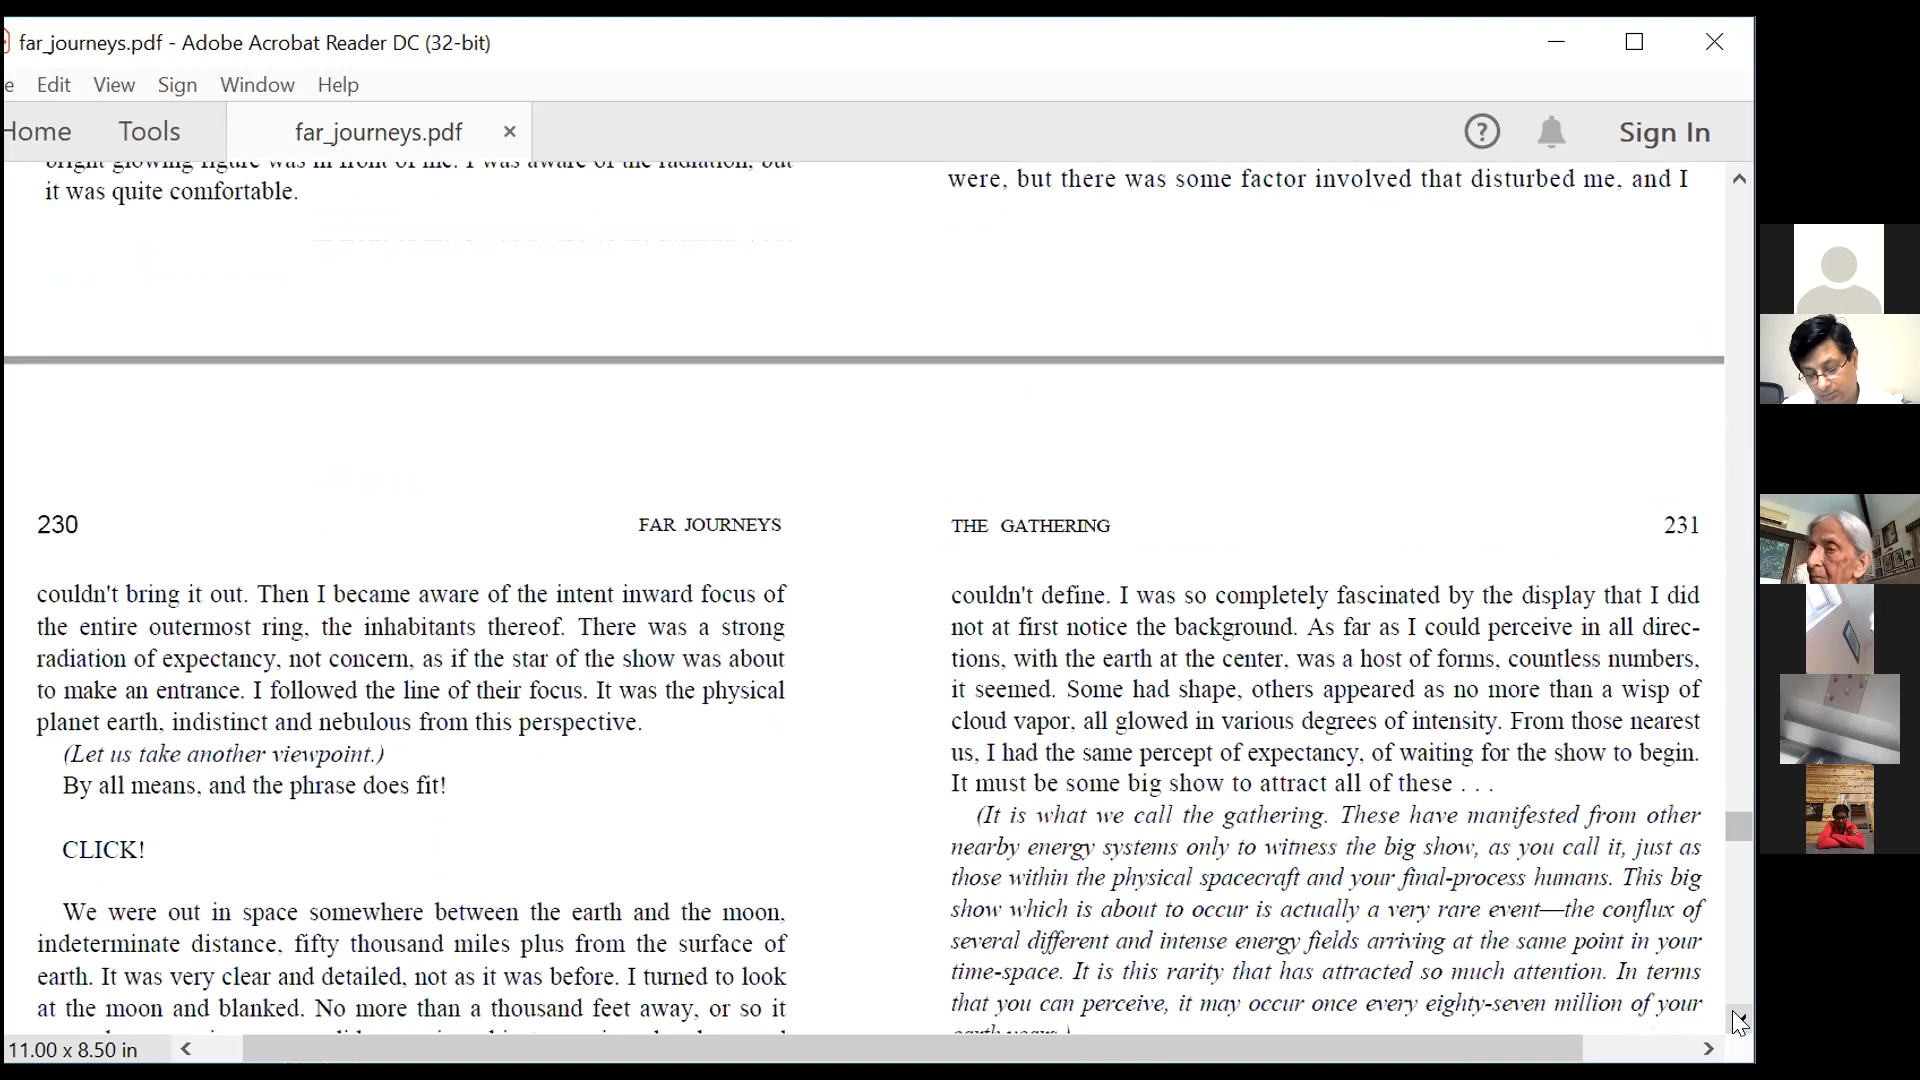 far_journeys.pdf - Adobe Acrobat Reader DC (32-bit)
e Edit View Sign Window Help
Home Tools far_journeys.pdf × Sign In
bright glowing figure was in front of me. I was aware of the radiation, but
it was quite comfortable.
were, but there was some factor involved that disturbed me, and I
230 FAR JOURNEYS
couldn't bring it out. Then I became aware of the intent inward focus of
the entire outermost ring, the inhabitants thereof. There was a strong
radiation of expectancy, not concern, as if the star of the show was about
to make an entrance. I followed the line of their focus. It was the physical
planet earth, indistinct and nebulous from this perspective.
(Let us take another viewpoint.)
By all means, and the phrase does fit!
CLICK!
We were out in space somewhere between the earth and the moon,
indeterminate distance, fifty thousand miles plus from the surface of
earth. It was very clear and detailed, not as it was before. I turned to look
at the moon and blanked. No more than a thousand feet away, or so it
THE GATHERING 231
couldn't define. I was so completely fascinated by the display that I did
not at first notice the background. As far as I could perceive in all direc-
tions, with the earth at the center, was a host of forms, countless numbers,
it seemed. Some had shape, others appeared as no more than a wisp of
cloud vapor, all glowed in various degrees of intensity. From those nearest
us, I had the same percept of expectancy, of waiting for the show to begin.
It must be some big show to attract all of these . . .
(It is what we call the gathering. These have manifested from other
nearby energy systems only to witness the big show, as you call it, just as
those within the physical spacecraft and your final-process humans. This big
show which is about to occur is actually a very rare event—the conflux of
several different and intense energy fields arriving at the same point in your
time-space. It is this rarity that has attracted so much attention. In terms
that you can perceive, it may occur once every eighty-seven million of your
earth years.)
11.00 x 8.50 in